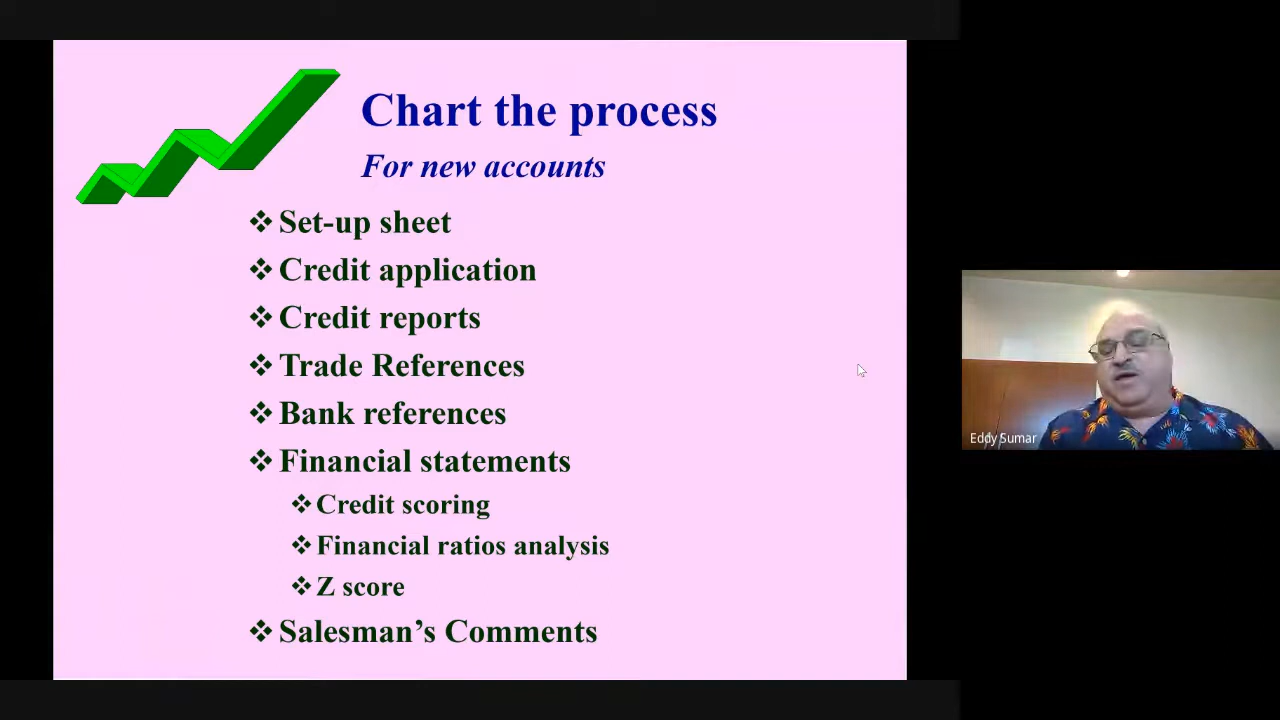 Chart the process
For new accounts
Set-up sheet
Credit application
Credit reports
Trade References
Bank references
Financial statements
Credit scoring
Financial ratios analysis
Z score
Salesman’s Comments
Eddy Sumar